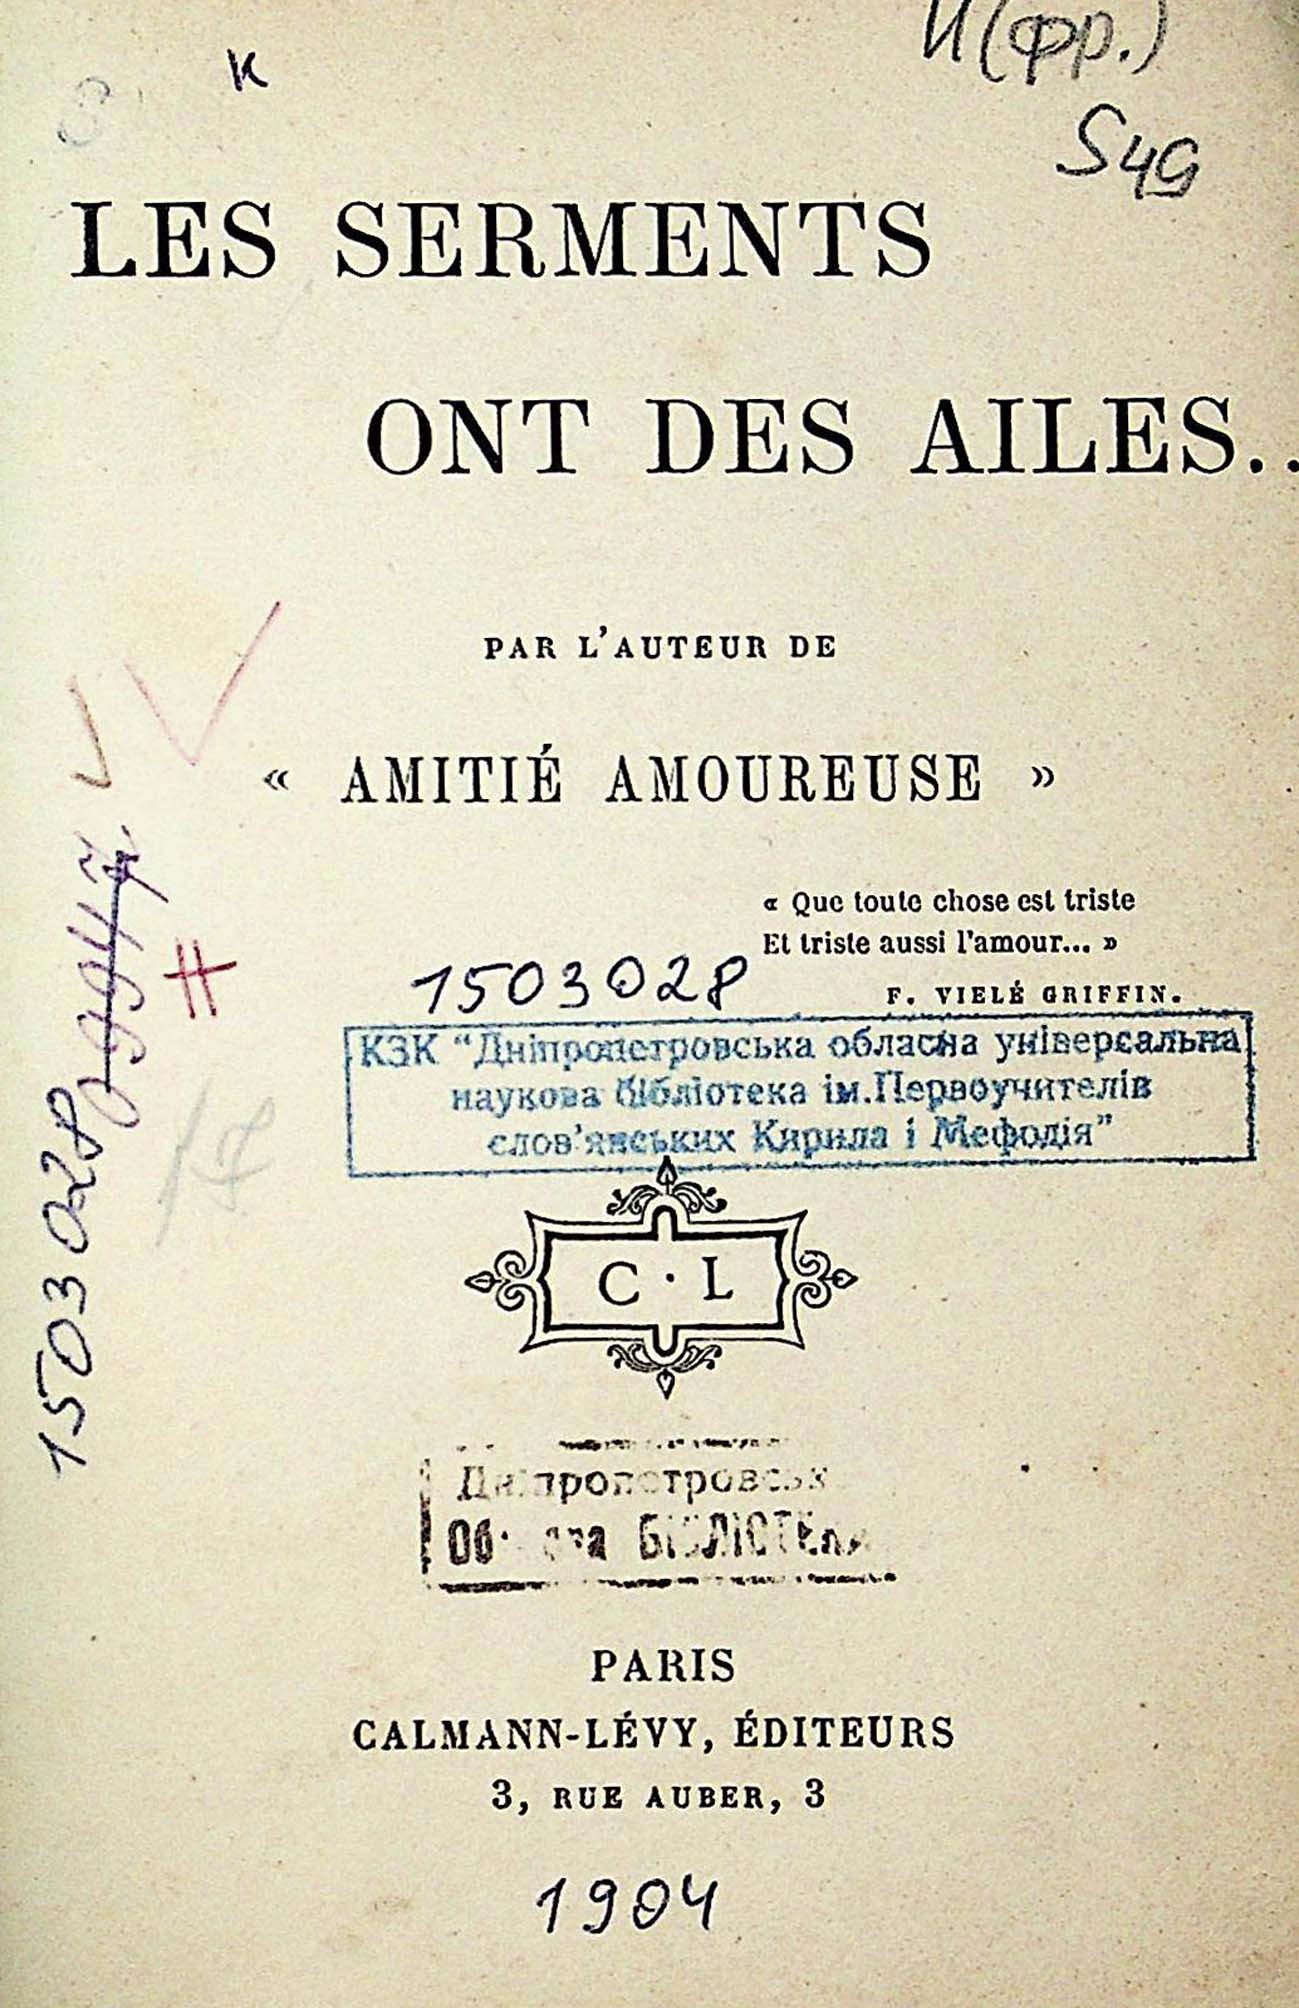 к
И(фр.)
S49
LES SERMENTS
ONT DES AILES..
PAR L'AUTEUR DE
« AMITIÉ AMOUREUSE »
« Que toute chose est triste
Et triste aussi l'amour... »
F. VIELÉ GRIFFIN.
1503028
КЗК "Дніпропетровська обласна універсальна
наукова бібліотека ім.Первоучителів
слов'янських Кирила і Мефодія"
1503028
C · L
БІБЛІОТЕКА
PARIS
CALMANN-LÉVY, ÉDITEURS
3, RUE AUBER, 3
1904